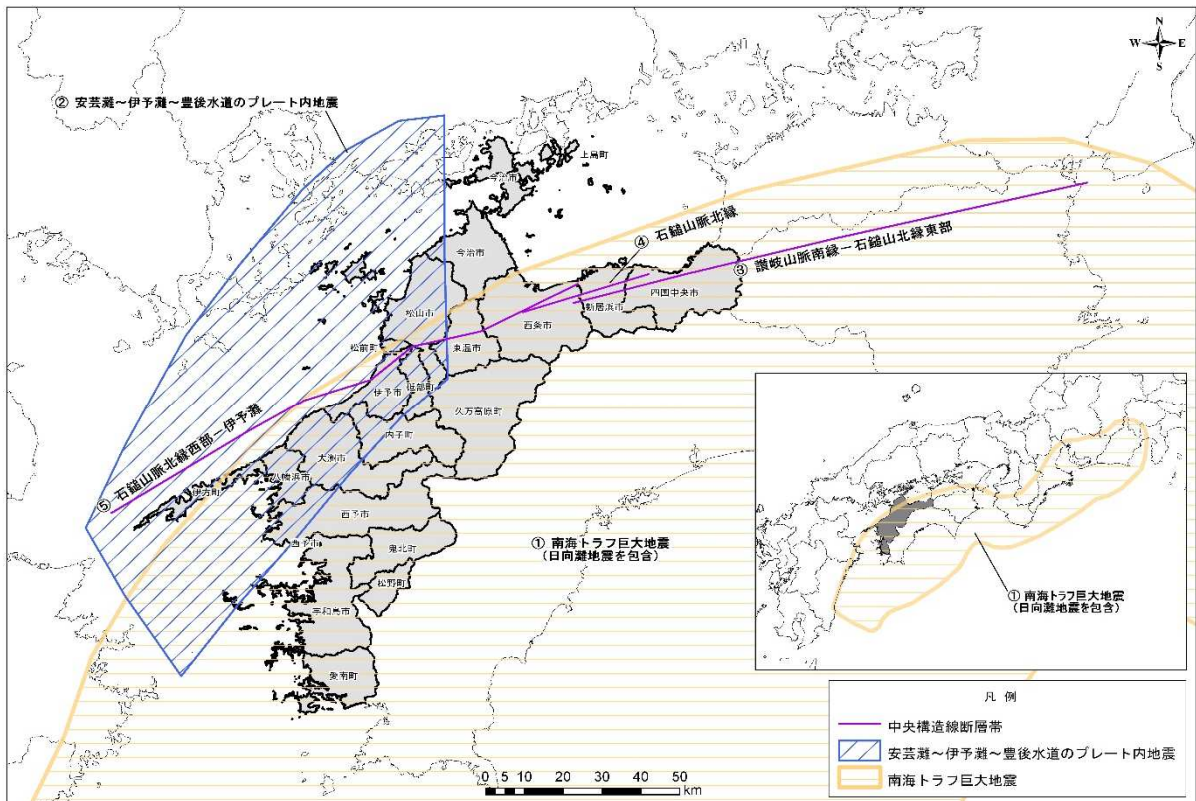 N
W E
S
② 安芸灘～伊予灘～豊後水道のプレート内地震
上島町
今治市
④ 石鎚山脈北縁
③ 讃岐山脈南縁－石鎚山北縁東部
今治市
四国中央市
新居浜市
松山市
西条市
松前町
東温市
伊予市
砥部町
久万高原町
内子町
大洲市
⑤ 石鎚山脈北縁西部－伊予灘
八幡浜市
伊方町
西予市
西予市
鬼北町
① 南海トラフ巨大地震
(日向灘地震を包含)
松野町
宇和島市
愛南町
① 南海トラフ巨大地震
(日向灘地震を包含)
凡例
中央構造線断層帯
安芸灘～伊予灘～豊後水道のプレート内地震
南海トラフ巨大地震
0 5 10 20 30 40 50
km